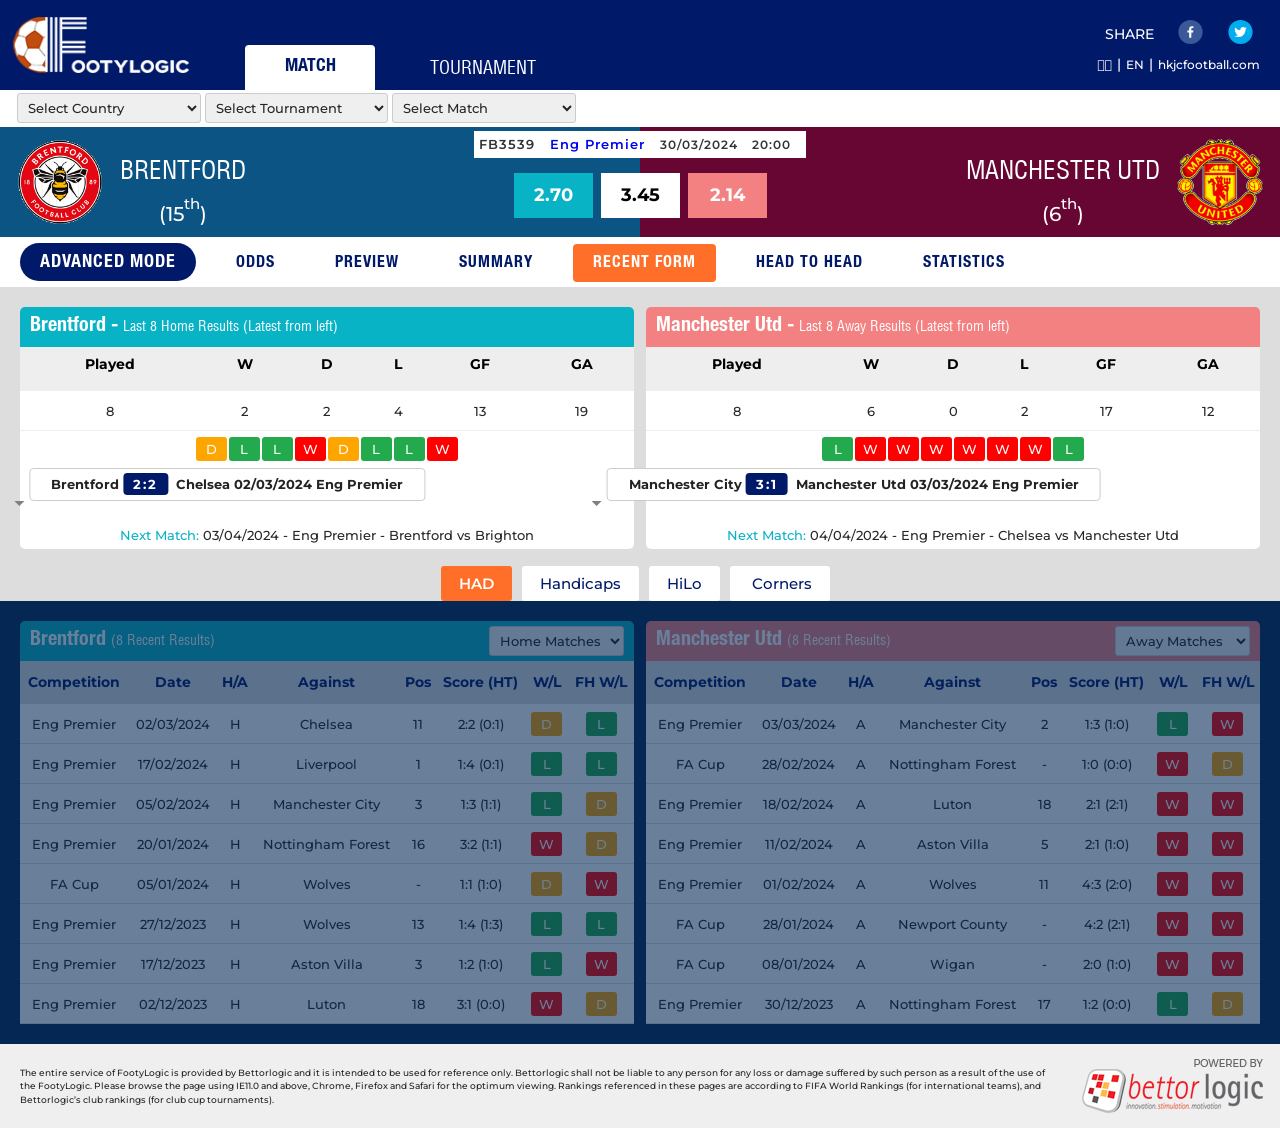 FOOTYLOGIC
MATCH
TOURNAMENT
SHARE
EN | hkjcfootball.com
Select Country
Select Tournament
Select Match
BRENTFORD
(15th)
FB3539 Eng Premier 30/03/2024 20:00
2.70 3.45 2.14
MANCHESTER UTD
(6th)
ADVANCED MODE ODDS PREVIEW SUMMARY RECENT FORM HEAD TO HEAD STATISTICS
Brentford - Last 8 Home Results (Latest from left)
Played W D L GF GA
8 2 2 4 13 19
D L L W D L L W
Brentford 2:2 Chelsea 02/03/2024 Eng Premier
Next Match: 03/04/2024 - Eng Premier - Brentford vs Brighton
Manchester Utd - Last 8 Away Results (Latest from left)
Played W D L GF GA
8 6 0 2 17 12
L W W W W W W L
Manchester City 3:1 Manchester Utd 03/03/2024 Eng Premier
Next Match: 04/04/2024 - Eng Premier - Chelsea vs Manchester Utd
HAD Handicaps HiLo Corners
Brentford (8 Recent Results) Home Matches
Competition Date H/A Against Pos Score (HT) W/L FH W/L
Eng Premier 02/03/2024 H Chelsea 11 2:2 (0:1) D L
Eng Premier 17/02/2024 H Liverpool 1 1:4 (0:1) L L
Eng Premier 05/02/2024 H Manchester City 3 1:3 (1:1) L D
Eng Premier 20/01/2024 H Nottingham Forest 16 3:2 (1:1) W D
FA Cup 05/01/2024 H Wolves - 1:1 (1:0) D W
Eng Premier 27/12/2023 H Wolves 13 1:4 (1:3) L L
Eng Premier 17/12/2023 H Aston Villa 3 1:2 (1:0) L W
Eng Premier 02/12/2023 H Luton 18 3:1 (0:0) W D
Manchester Utd (8 Recent Results) Away Matches
Competition Date H/A Against Pos Score (HT) W/L FH W/L
Eng Premier 03/03/2024 A Manchester City 2 1:3 (1:0) L W
FA Cup 28/02/2024 A Nottingham Forest - 1:0 (0:0) W D
Eng Premier 18/02/2024 A Luton 18 2:1 (2:1) W W
Eng Premier 11/02/2024 A Aston Villa 5 2:1 (1:0) W W
Eng Premier 01/02/2024 A Wolves 11 4:3 (2:0) W W
FA Cup 28/01/2024 A Newport County - 4:2 (2:1) W W
FA Cup 08/01/2024 A Wigan - 2:0 (1:0) W W
Eng Premier 30/12/2023 A Nottingham Forest 17 1:2 (0:0) L D
The entire service of FootyLogic is provided by Bettorlogic and it is intended to be used for reference only. Bettorlogic shall not be liable to any person for any loss or damage suffered by such person as a result of the use of
the FootyLogic. Please browse the page using IE11.0 and above, Chrome, Firefox and Safari for the optimum viewing. Rankings referenced in these pages are according to FIFA World Rankings (for international teams), and
Bettorlogic's club rankings (for club cup tournaments).
POWERED BY
bettor logic
innovation.stimulation.motivation